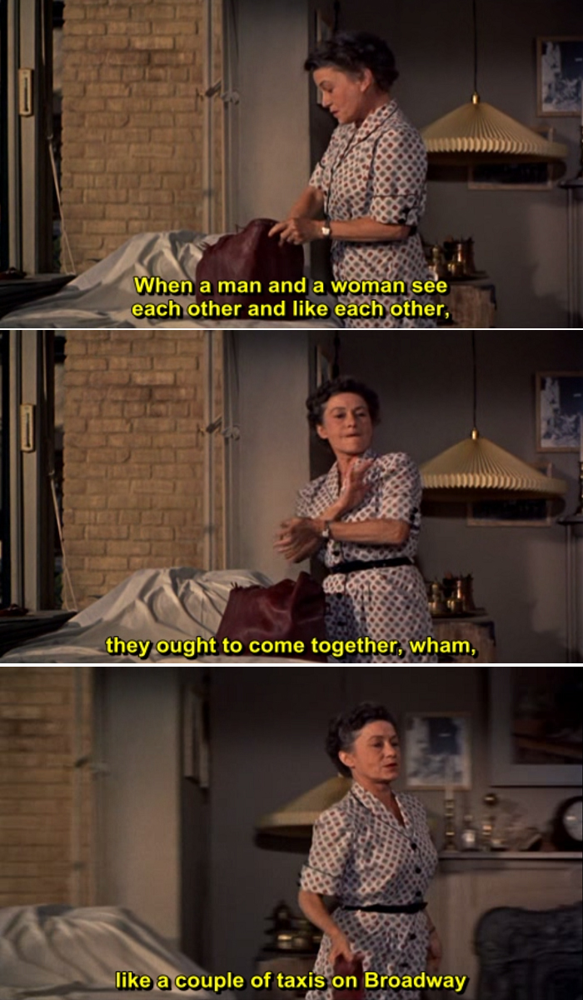 When a man and a woman see
each other and like each other,
they ought to come together, wham,
like a couple of taxis on Broadway